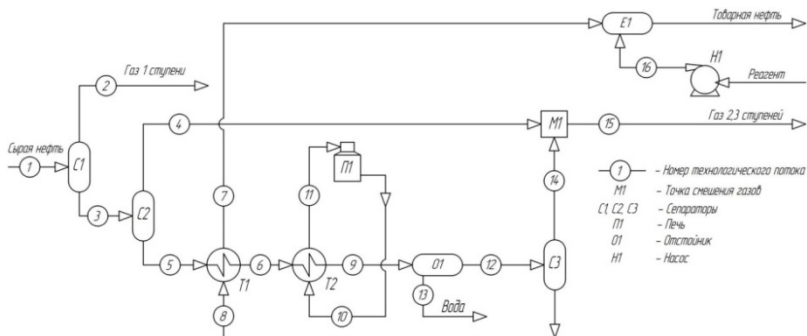 Товарная нефть
E1
16
H1
Реагент
Газ 1 ступени
2
4
M1
15
Газ 2,3 ступеней
Сырая нефть
1
C1
3
C2
7
11
П1
14
1 - Номер технологического потока
M1 - Точка смешения газов
C1, C2, C3 - Сепараторы
П1 - Печь
O1 - Отстойник
H1 - Насос
5
T1
6
T2
9
O1
12
C3
8
10
13
Вода